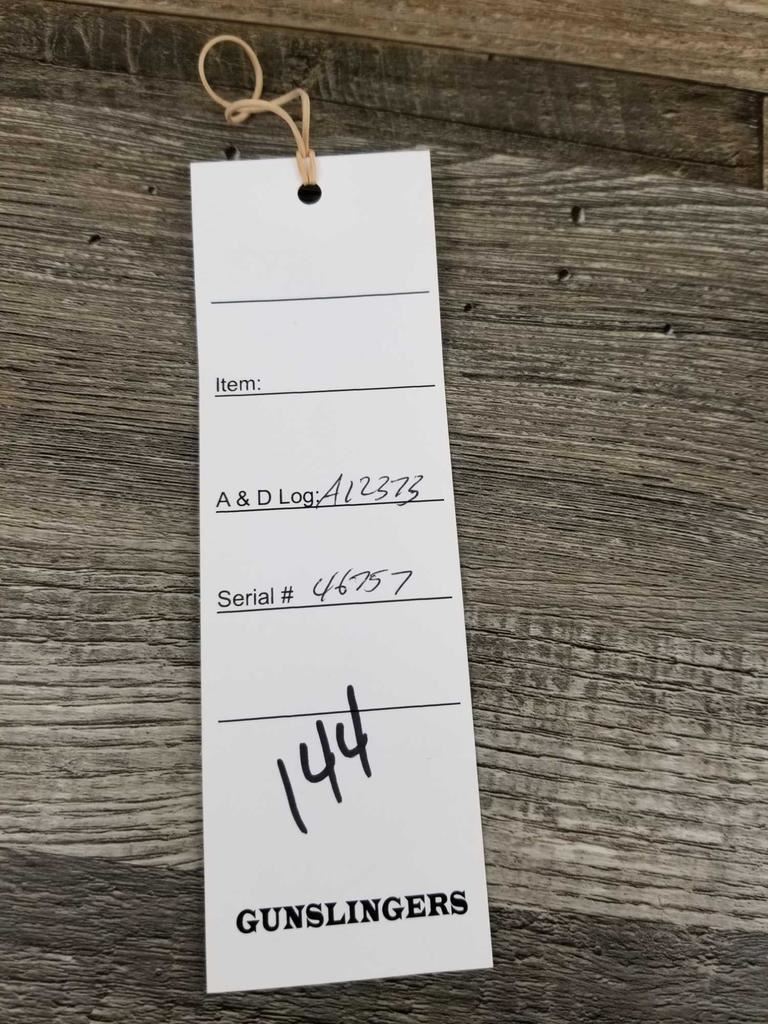 Item:
A & D Log: A12373
Serial # 46757
144
GUNSLINGERS